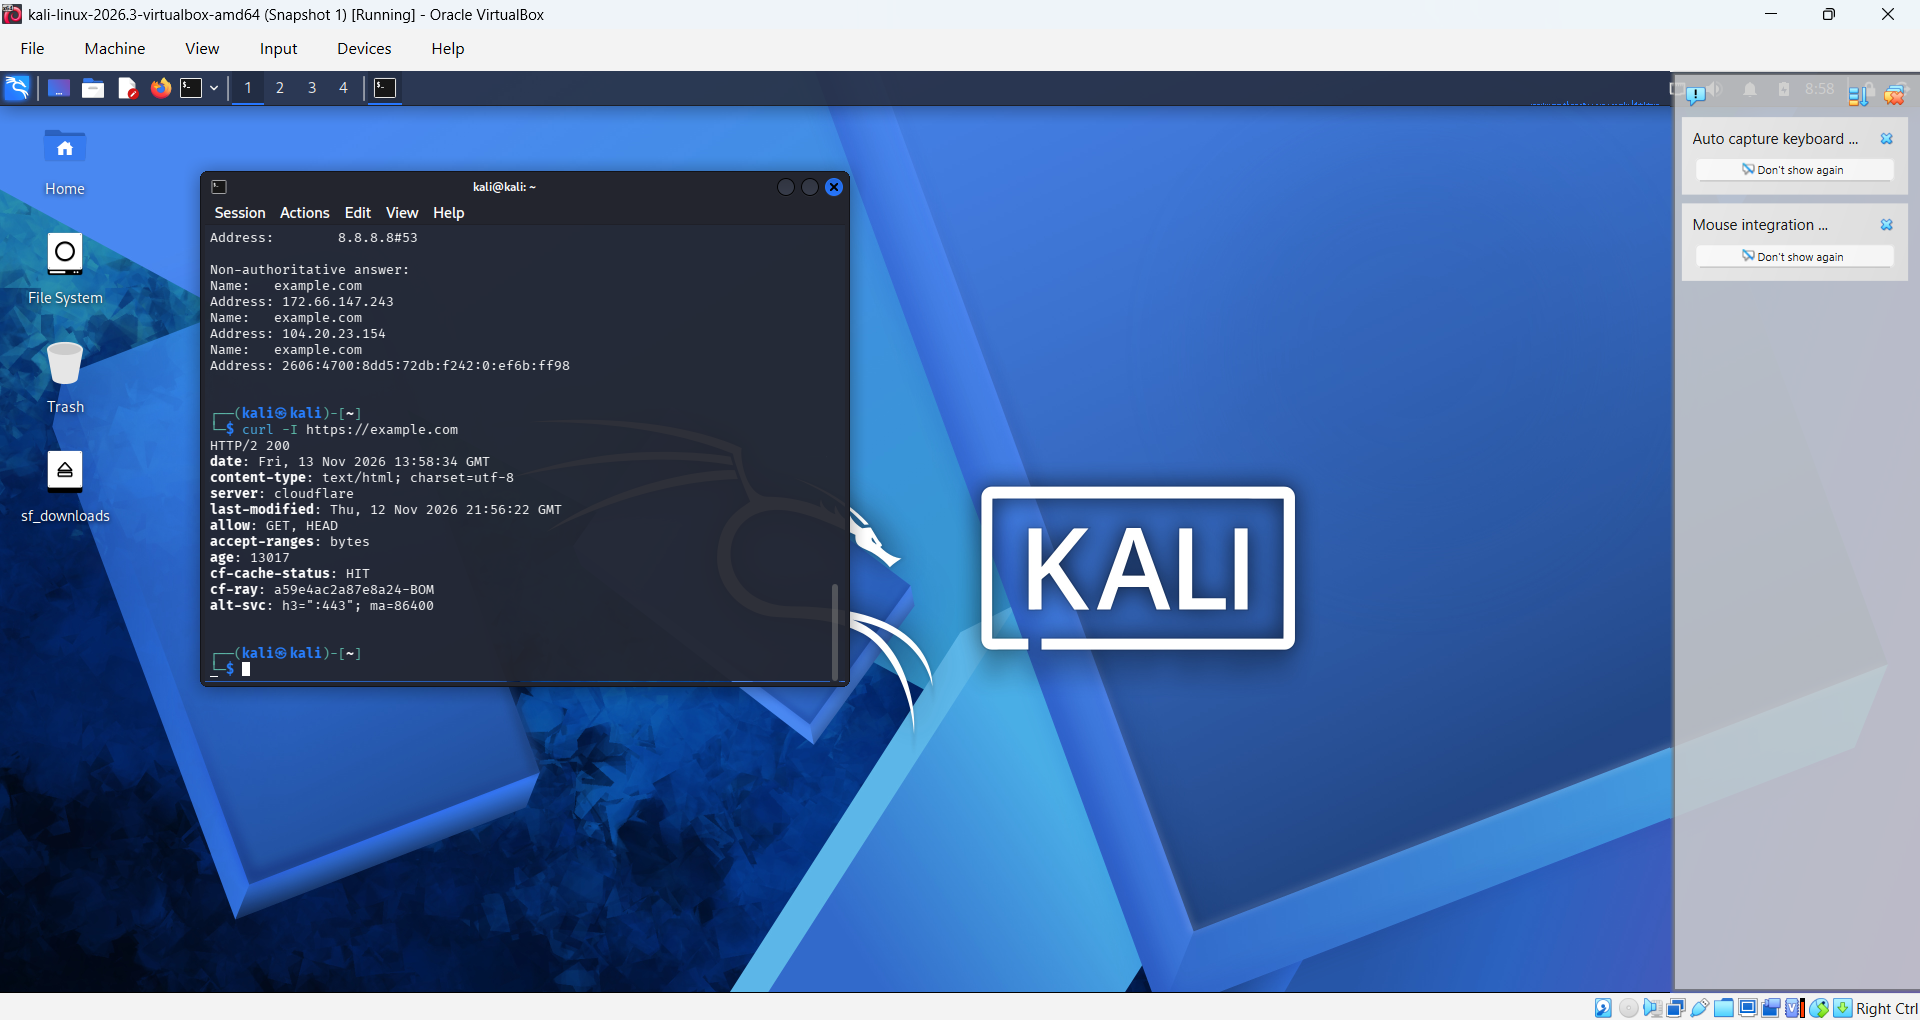 kali-linux-2026.3-virtualbox-amd64 (Snapshot 1) [Running] - Oracle VirtualBox
File Machine View Input Devices Help
1 2 3 4
8:58
Auto capture keyboard ...
Don't show again
Mouse integration ...
Don't show again
Home
File System
Trash
sf_downloads
kali@kali: ~
Session Actions Edit View Help
Address: 8.8.8.8#53
Non-authoritative answer:
Name: example.com
Address: 172.66.147.243
Name: example.com
Address: 104.20.23.154
Name: example.com
Address: 2606:4700:8dd5:72db:f242:0:ef6b:ff98
┌──(kali㉿kali)-[~]
└─$ curl -I https://example.com
HTTP/2 200
date: Fri, 13 Nov 2026 13:58:34 GMT
content-type: text/html; charset=utf-8
server: cloudflare
last-modified: Thu, 12 Nov 2026 21:56:22 GMT
allow: GET, HEAD
accept-ranges: bytes
age: 13017
cf-cache-status: HIT
cf-ray: a59e4ac2a87e8a24-BOM
alt-svc: h3=":443"; ma=86400
┌──(kali㉿kali)-[~]
└─$
KALI
Right Ctrl